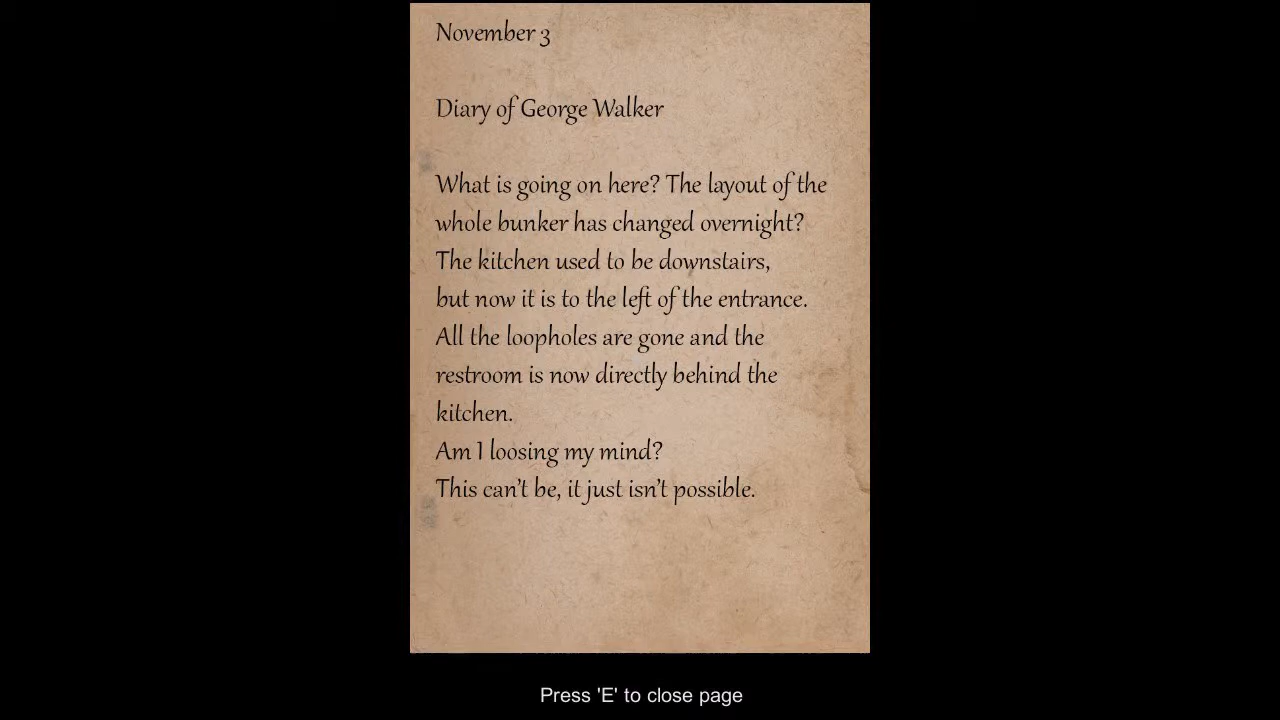 November 3
Diary of George Walker
What is going on here? The layout of the
whole bunker has changed overnight?
The kitchen used to be downstairs,
but now it is to the left of the entrance.
All the loopholes are gone and the
restroom is now directly behind the
kitchen.
Am I loosing my mind?
This can't be, it just isn't possible.
Press 'E' to close page